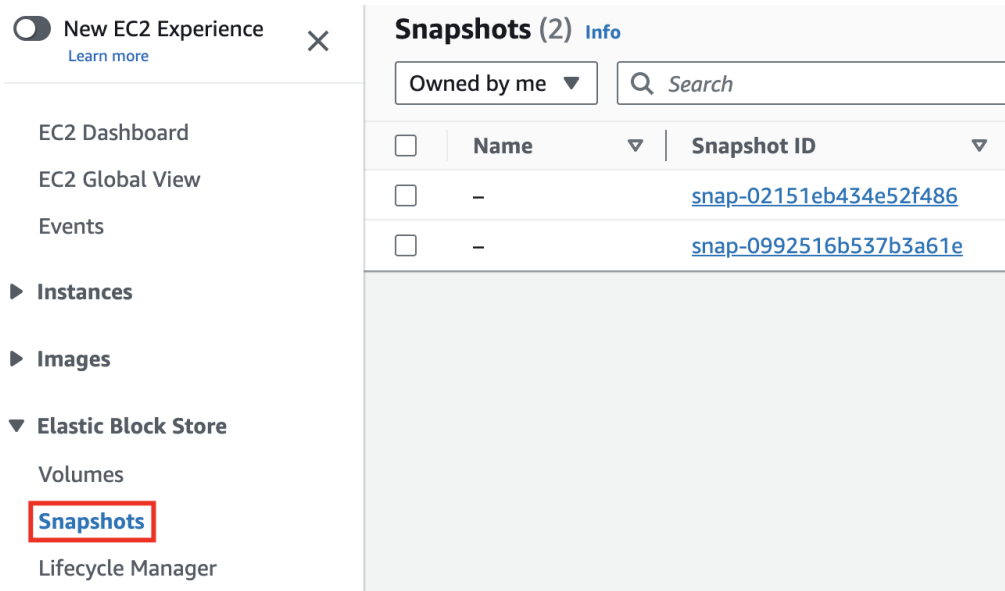 New EC2 Experience
Learn more
EC2 Dashboard
EC2 Global View
Events
Instances
Images
Elastic Block Store
Volumes
Snapshots
Lifecycle Manager
Snapshots (2) Info
Owned by me Search
Name Snapshot ID
– snap-02151eb434e52f486
– snap-0992516b537b3a61e